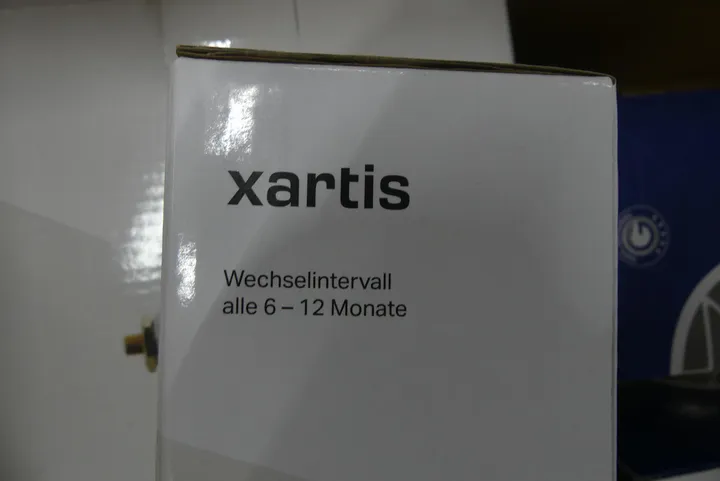 xartis
Wechselintervall
alle 6 – 12 Monate